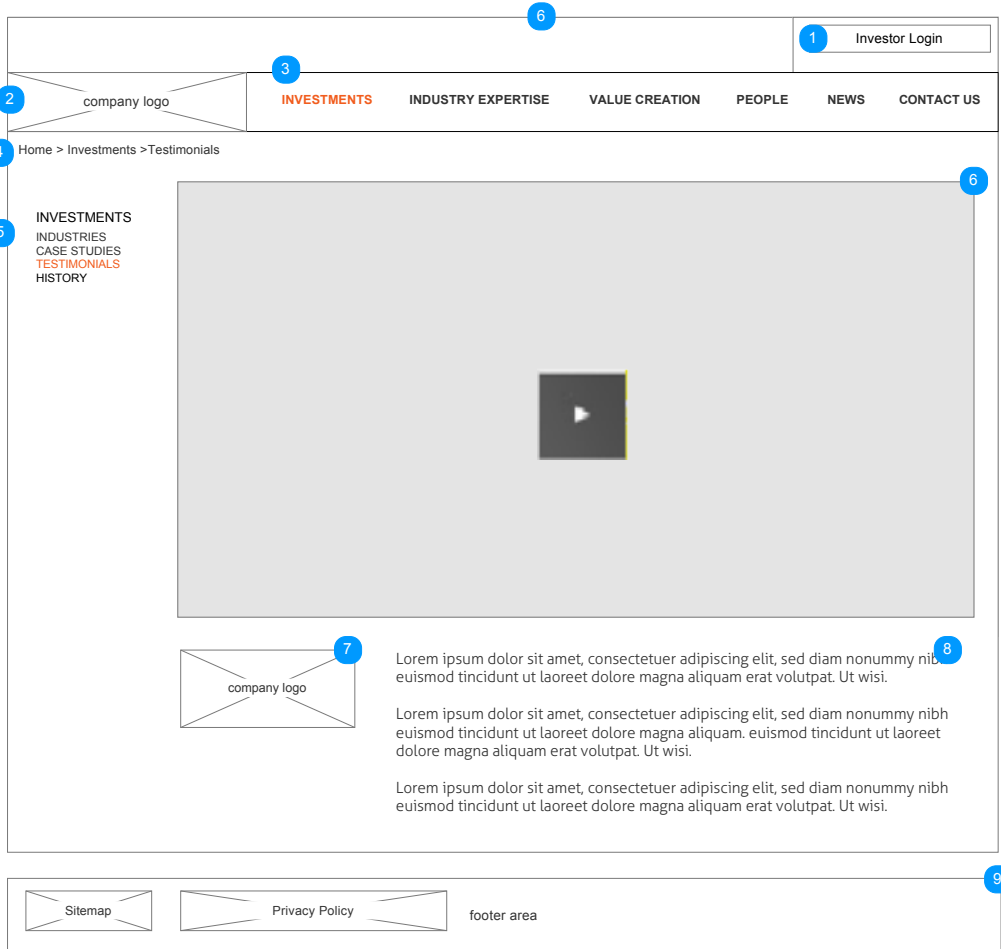 6
1 Investor Login
3
2 company logo
INVESTMENTS INDUSTRY EXPERTISE VALUE CREATION PEOPLE NEWS CONTACT US
4 Home > Investments >Testimonials
6
INVESTMENTS
5 INDUSTRIES
CASE STUDIES
TESTIMONIALS
HISTORY
7
company logo
8
Lorem ipsum dolor sit amet, consectetuer adipiscing elit, sed diam nonummy nib
euismod tincidunt ut laoreet dolore magna aliquam erat volutpat. Ut wisi.
Lorem ipsum dolor sit amet, consectetuer adipiscing elit, sed diam nonummy nibh
euismod tincidunt ut laoreet dolore magna aliquam. euismod tincidunt ut laoreet
dolore magna aliquam erat volutpat. Ut wisi.
Lorem ipsum dolor sit amet, consectetuer adipiscing elit, sed diam nonummy nibh
euismod tincidunt ut laoreet dolore magna aliquam erat volutpat. Ut wisi.
9
Sitemap Privacy Policy footer area